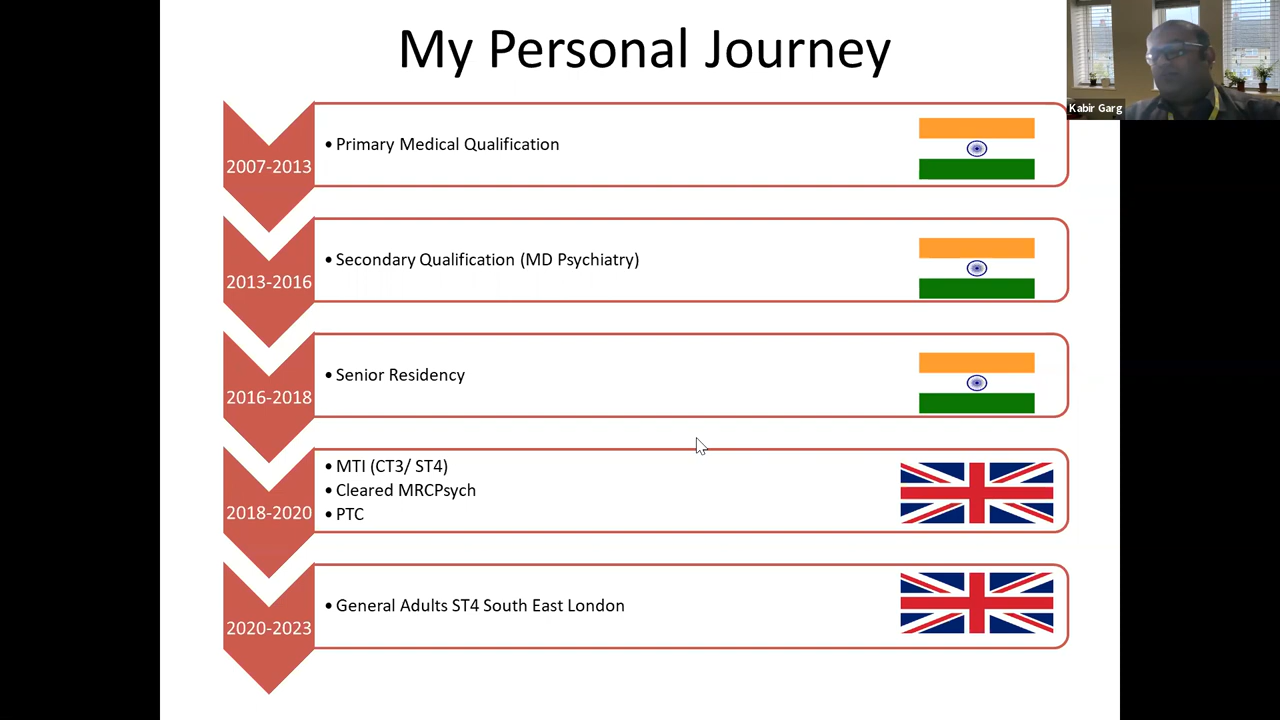 My Personal Journey
Kabir Garg
2007-2013
• Primary Medical Qualification
2013-2016
• Secondary Qualification (MD Psychiatry)
2016-2018
• Senior Residency
2018-2020
• MTI (CT3/ ST4)
• Cleared MRCPsych
• PTC
2020-2023
• General Adults ST4 South East London